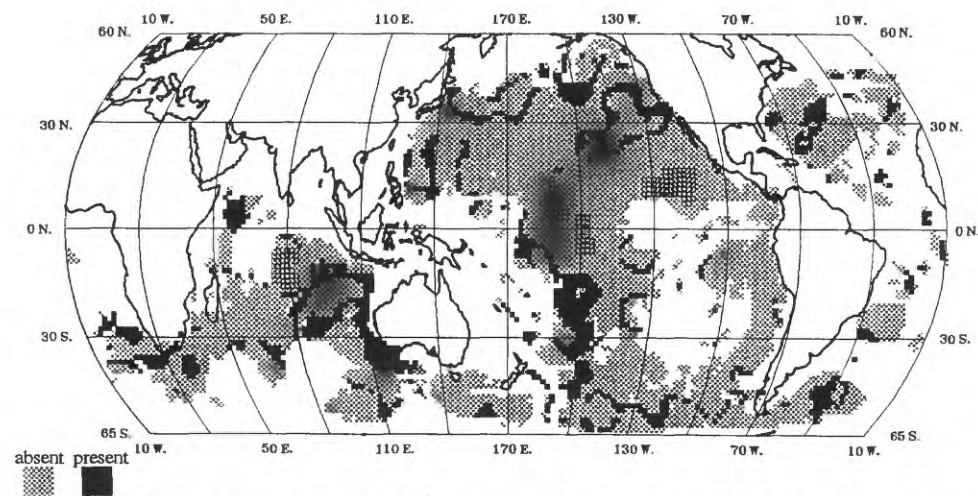 10 W. 50 E. 110 E. 170 E. 130 W. 70 W. 10 W.
60 N. 60 N.
30 N. 30 N.
0 N. 0 N.
30 S. 30 S.
65 S. 65 S.
10 W. 50 E. 110 E. 170 E. 130 W. 70 W. 10 W.
absent present